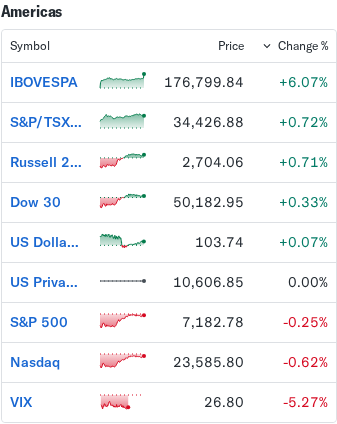 Americas
Symbol Price Change %
IBOVESPA 176,799.84 +6.07%
S&P/TSX... 34,426.88 +0.72%
Russell 2... 2,704.06 +0.71%
Dow 30 50,182.95 +0.33%
US Dolla... 103.74 +0.07%
US Priva... 10,606.85 0.00%
S&P 500 7,182.78 -0.25%
Nasdaq 23,585.80 -0.62%
VIX 26.80 -5.27%